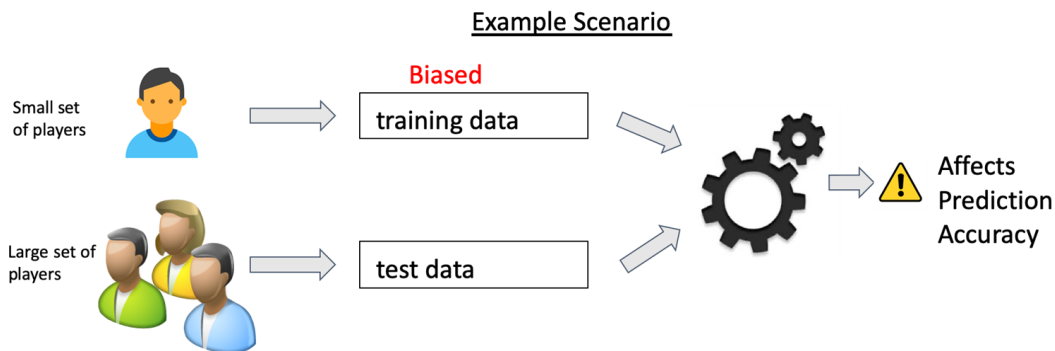 Example Scenario
Small set
of players
Biased
training data
Large set of
players
test data
Affects
Prediction
Accuracy